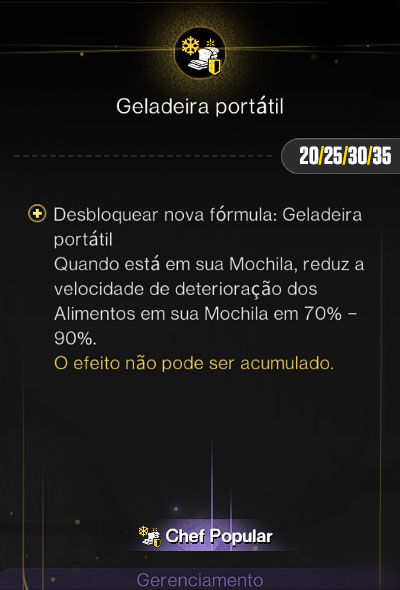 Geladeira portátil
20/25/30/35
Desbloquear nova fórmula: Geladeira
portátil
Quando está em sua Mochila, reduz a
velocidade de deterioração dos
Alimentos em sua Mochila em 70% –
90%.
O efeito não pode ser acumulado.
Chef Popular
Gerenciamento